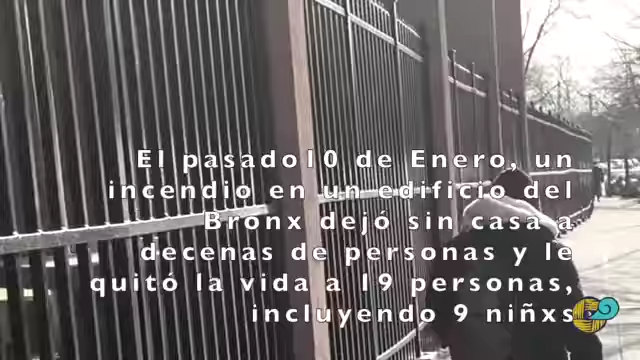 El pasado10 de Enero, un
incendio en un edificio del
Bronx dejó sin casa a
decenas de personas y le
quitó la vida a 19 personas,
incluyendo 9 niñxs